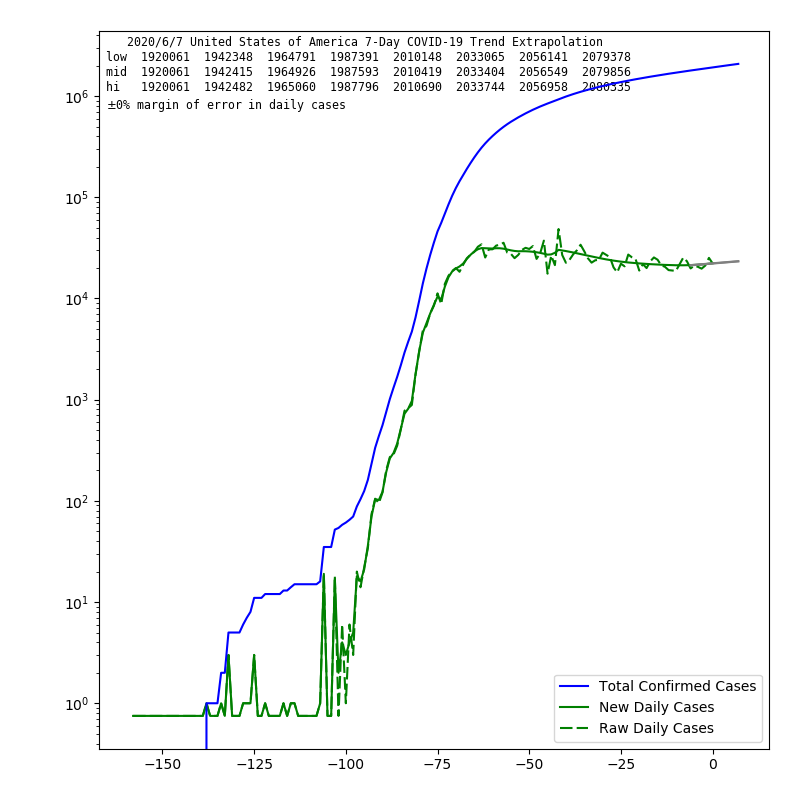 2020/6/7 United States of America 7-Day COVID-19 Trend Extrapolation
low 1920061 1942348 1964791 1987391 2010148 2033065 2056141 2079378
mid 1920061 1942415 1964926 1987593 2010419 2033404 2056549 2079856
hi 1920061 1942482 1965060 1987796 2010690 2033744 2056958 2080335
±0% margin of error in daily cases
10⁶
10⁵
10⁴
10³
10²
10¹
10⁰
Total Confirmed Cases
New Daily Cases
Raw Daily Cases
−150 −125 −100 −75 −50 −25 0